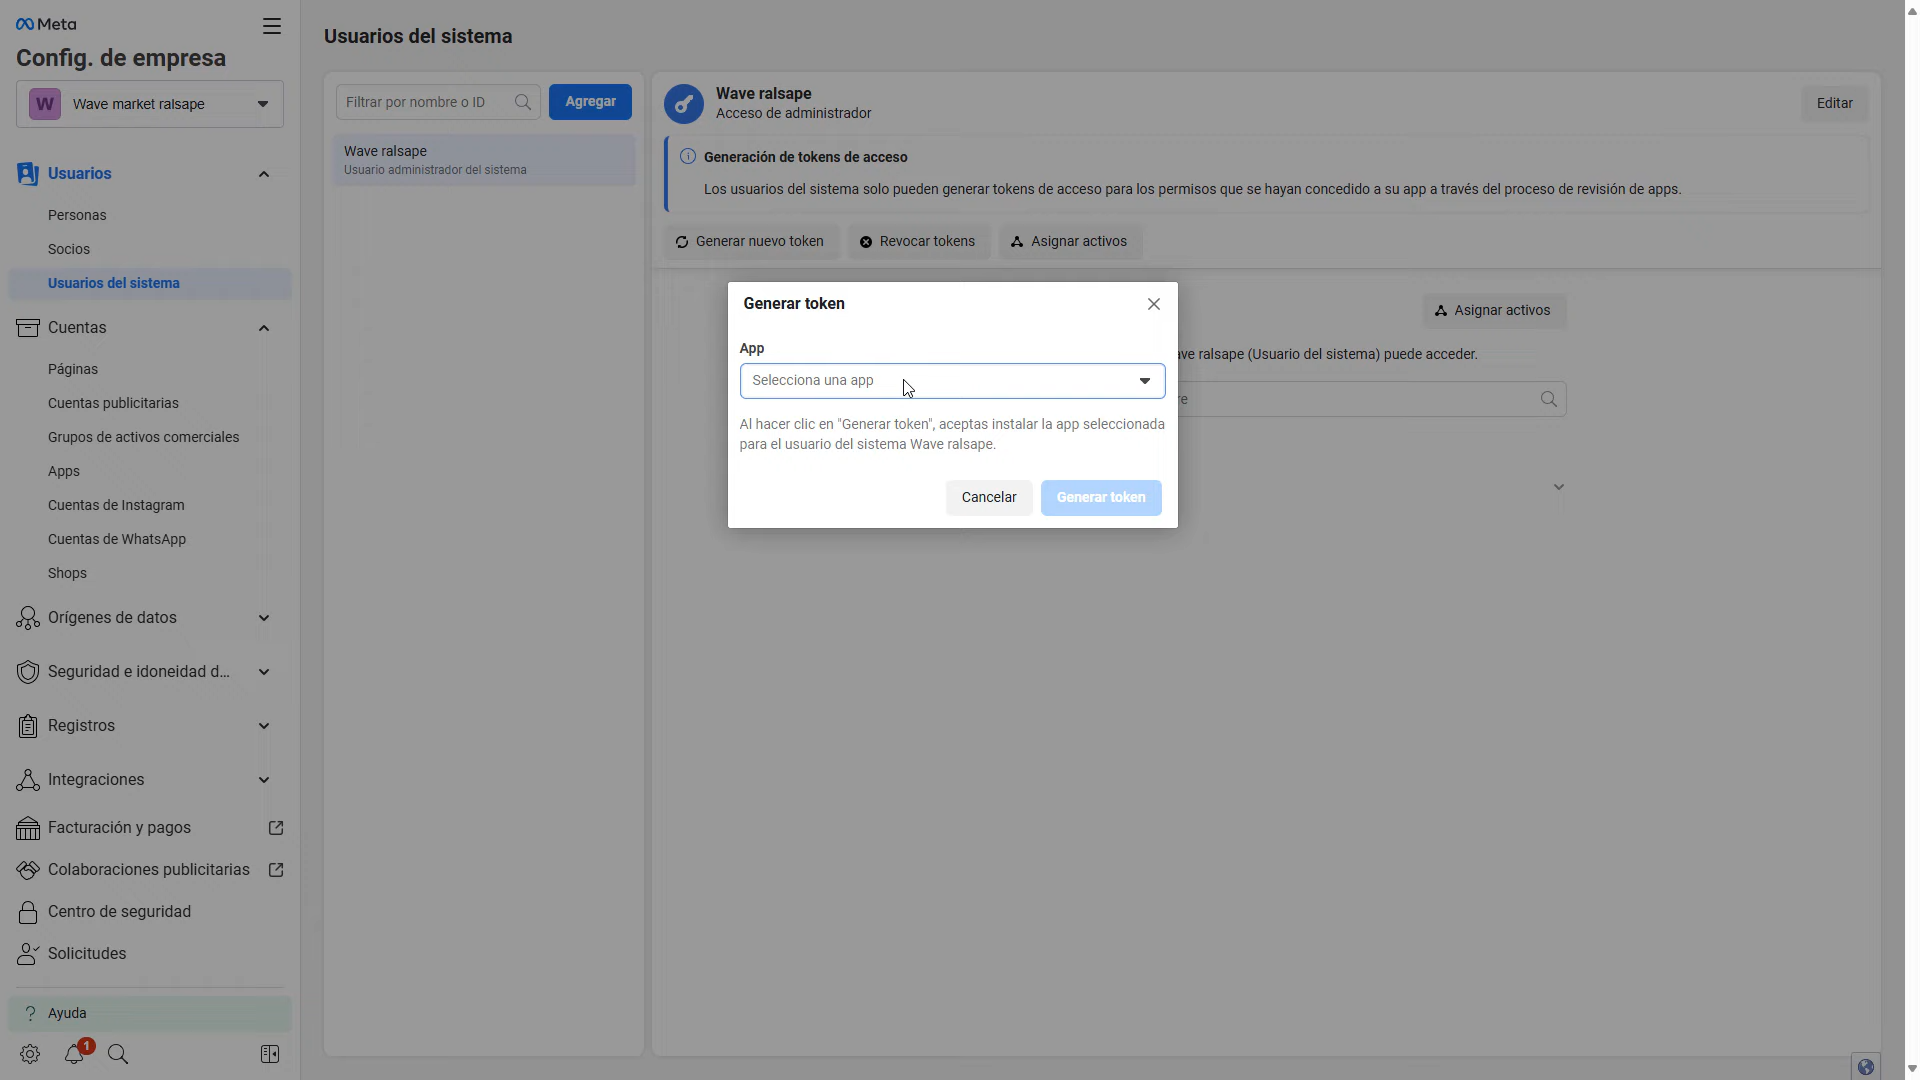 Meta
Config. de empresa
W
Wave market ralsape
Usuarios
Personas
Socios
Usuarios del sistema
Cuentas
Páginas
Cuentas publicitarias
Grupos de activos comerciales
Apps
Cuentas de Instagram
Cuentas de WhatsApp
Shops
Orígenes de datos
Seguridad e idoneidad d...
Registros
Integraciones
Facturación y pagos
Colaboraciones publicitarias
Centro de seguridad
Solicitudes
Ayuda
1
Usuarios del sistema
Filtrar por nombre o ID
Agregar
Wave ralsape
Usuario administrador del sistema
Wave ralsape
Acceso de administrador
Editar
Generación de tokens de acceso
Los usuarios del sistema solo pueden generar tokens de acceso para los permisos que se hayan concedido a su app a través del proceso de revisión de apps.
Generar nuevo token
Revocar tokens
Asignar activos
Asignar activos
ralsape (Usuario del sistema) puede acceder.
Generar token
App
Selecciona una app
Al hacer clic en "Generar token", aceptas instalar la app seleccionada
para el usuario del sistema Wave ralsape.
Cancelar
Generar token